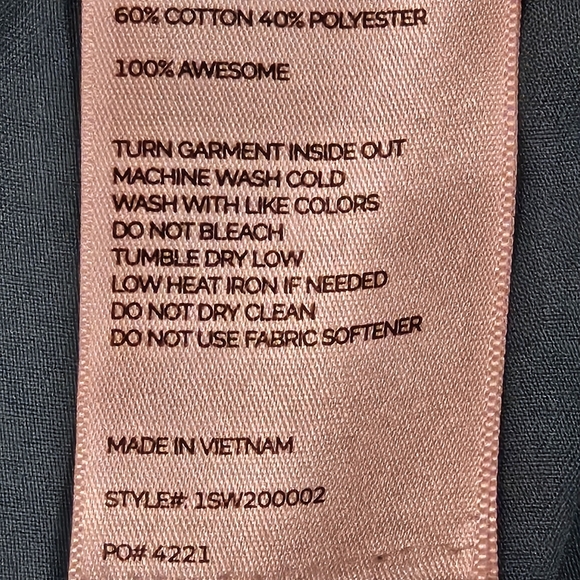 60% COTTON 40% POLYESTER
100% AWESOME
TURN GARMENT INSIDE OUT
MACHINE WASH COLD
WASH WITH LIKE COLORS
DO NOT BLEACH
TUMBLE DRY LOW
LOW HEAT IRON IF NEEDED
DO NOT DRY CLEAN
DO NOT USE FABRIC SOFTENER
MADE IN VIETNAM
STYLE#: 1SW200002
PO# 4221